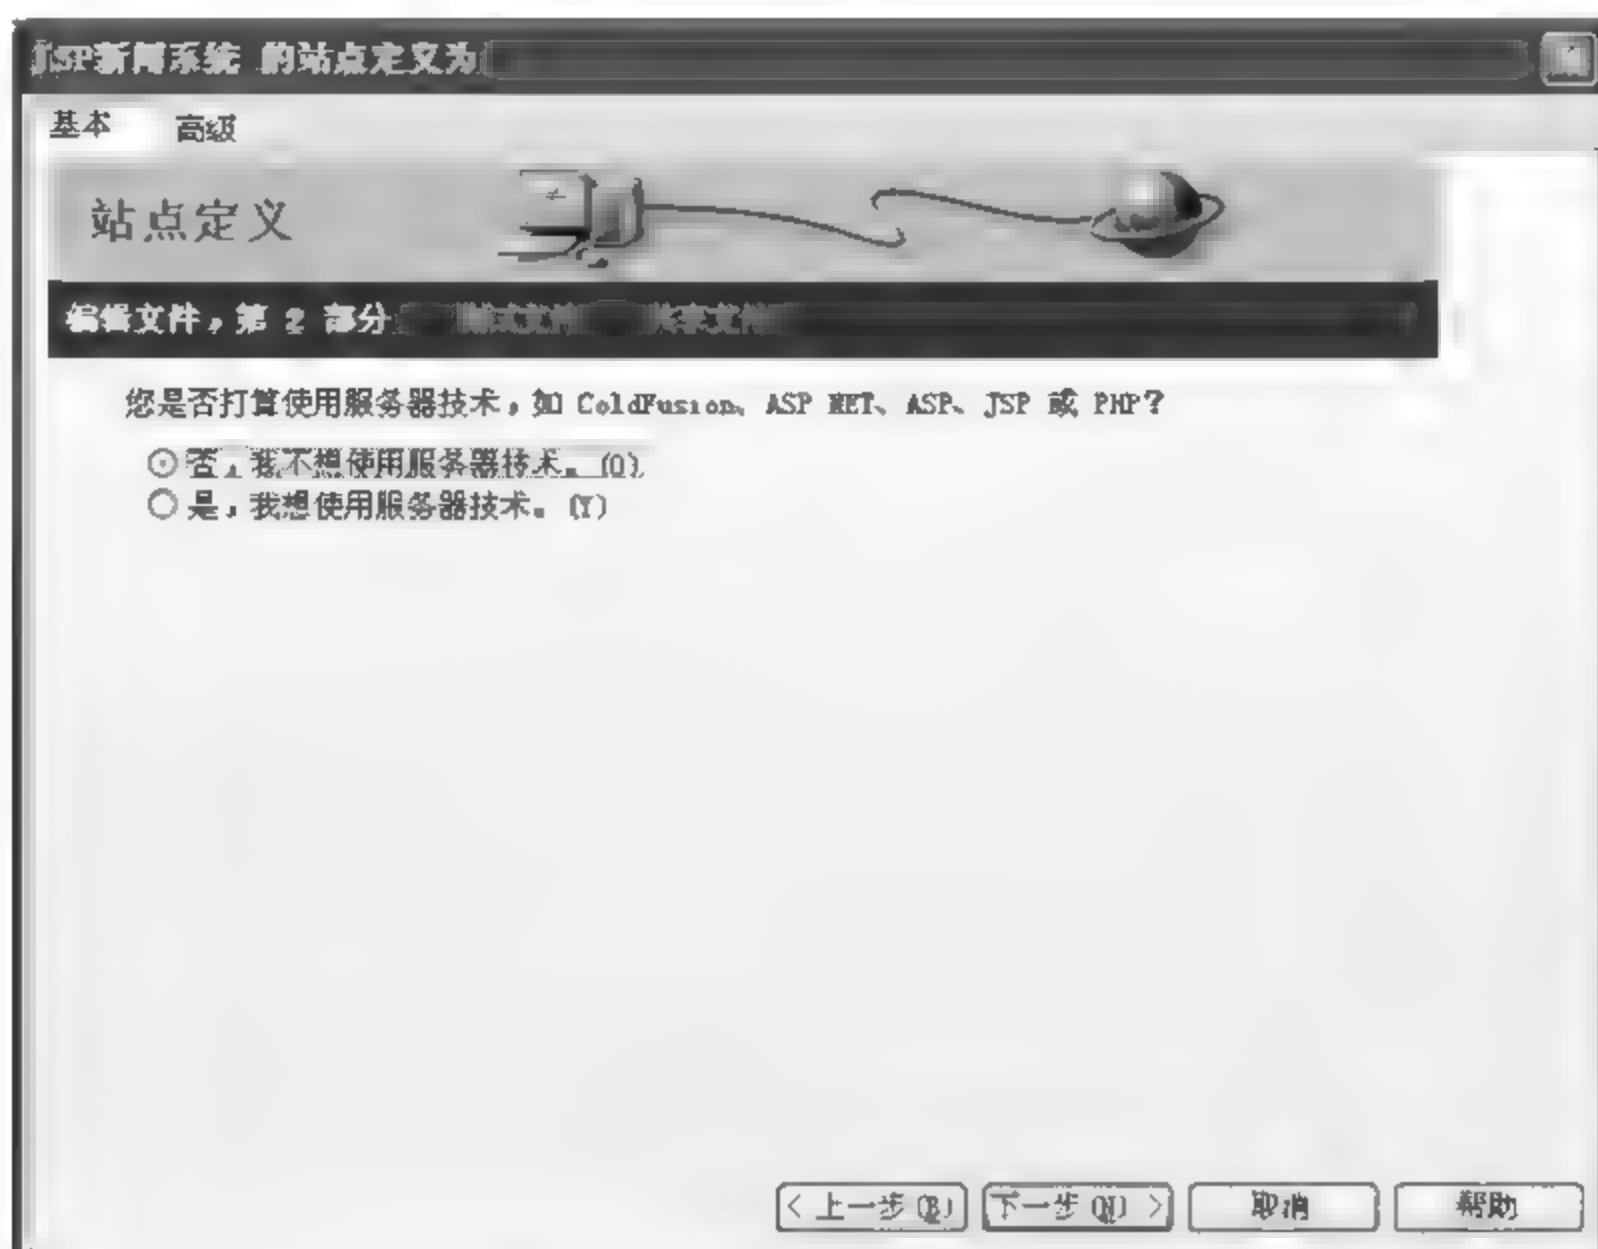 JSP新闻系统 的站点定义为
基本 高级
站点定义
编辑文件，第 2 部分
您是否打算使用服务器技术，如 ColdFusion、ASP NET、ASP、JSP 或 PHP？
否，我不想使用服务器技术。(O)
是，我想使用服务器技术。(Y)
< 上一步(B) 下一步(N) > 取消 帮助